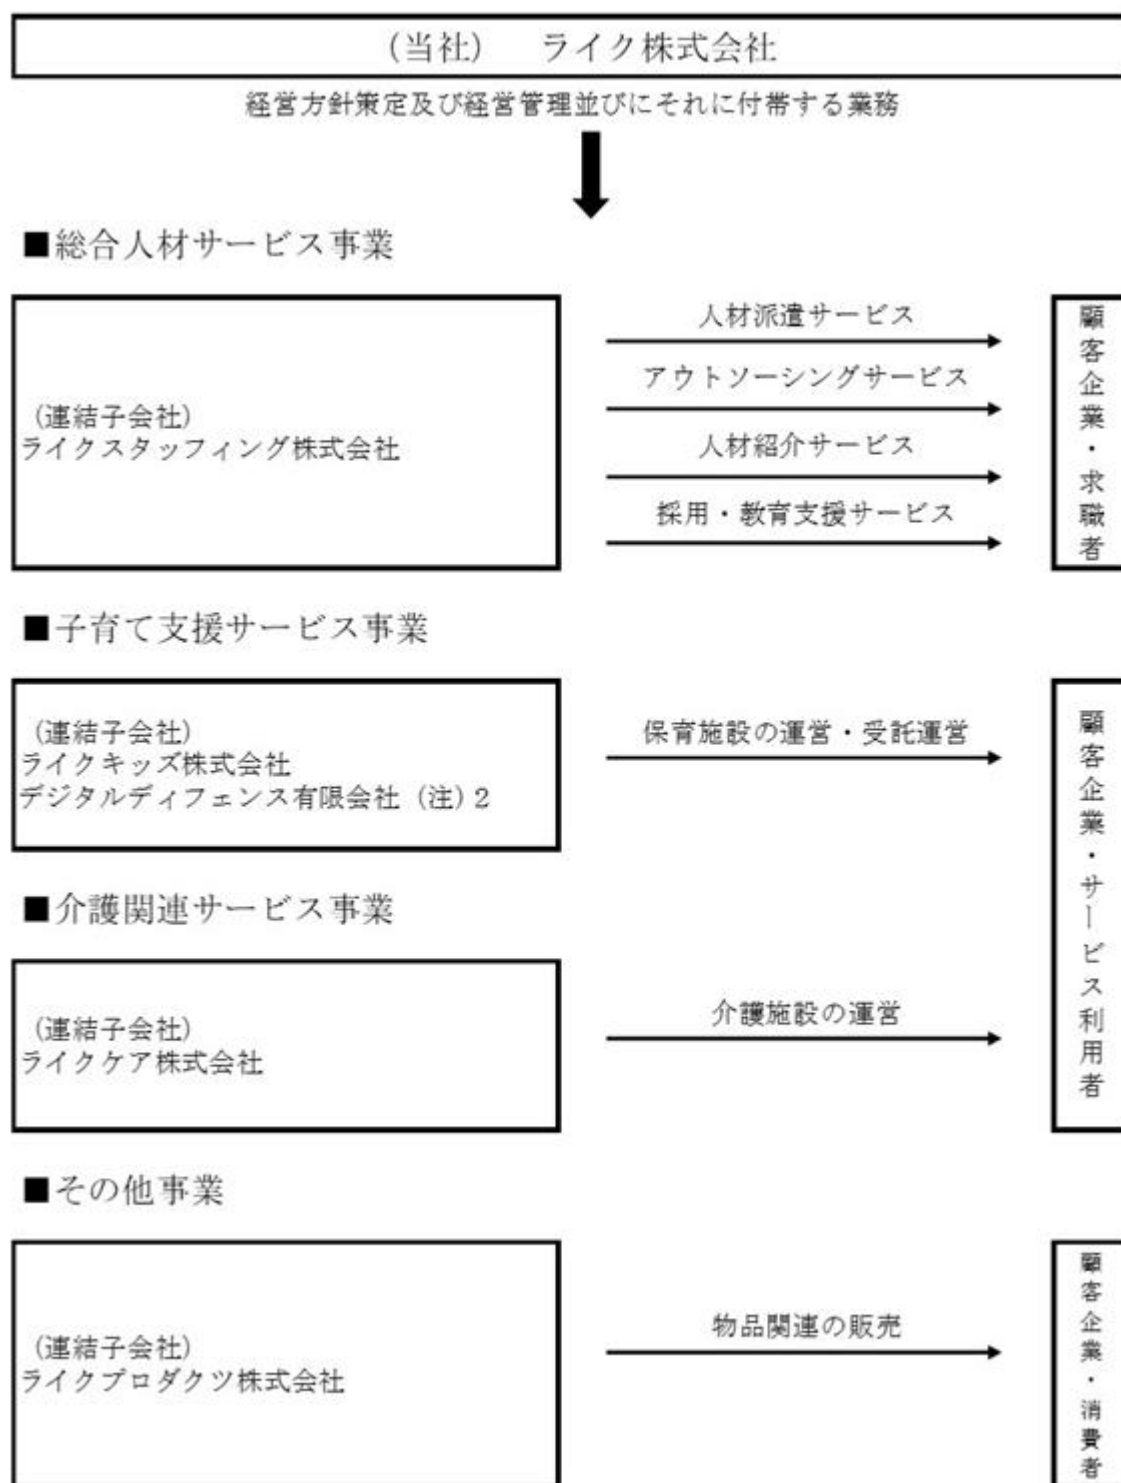 （当社）　ライク株式会社
経営方針策定及び経営管理並びにそれに付帯する業務
■総合人材サービス事業
（連結子会社）
ライクスタッフィング株式会社
人材派遣サービス
アウトソーシングサービス
人材紹介サービス
採用・教育支援サービス
顧客企業・求職者
■子育て支援サービス事業
（連結子会社）
ライクキッズ株式会社
デジタルディフェンス有限会社（注）2
保育施設の運営・受託運営
顧客企業・サービス利用者
■介護関連サービス事業
（連結子会社）
ライクケア株式会社
介護施設の運営
■その他事業
（連結子会社）
ライクプロダクツ株式会社
物品関連の販売
顧客企業・消費者